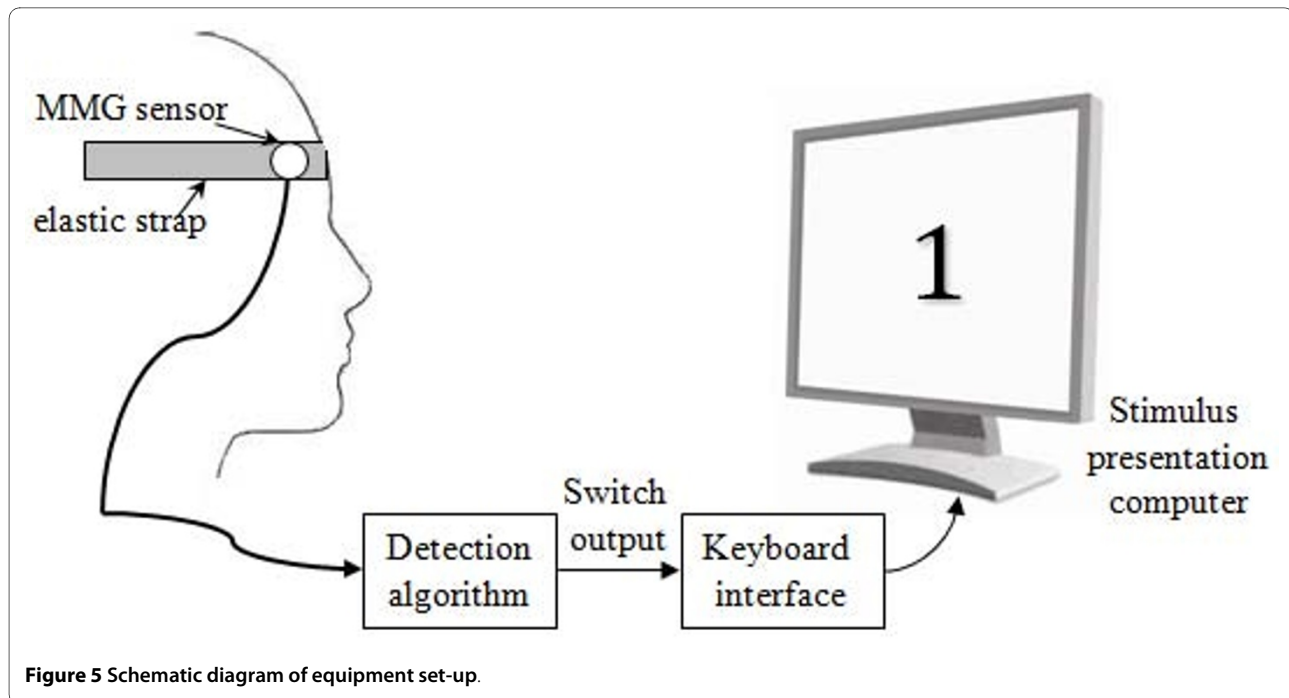 MMG sensor
elastic strap
1
Stimulus
presentation
computer
Switch
output
Detection
algorithm
Keyboard
interface
Figure 5 Schematic diagram of equipment set-up.